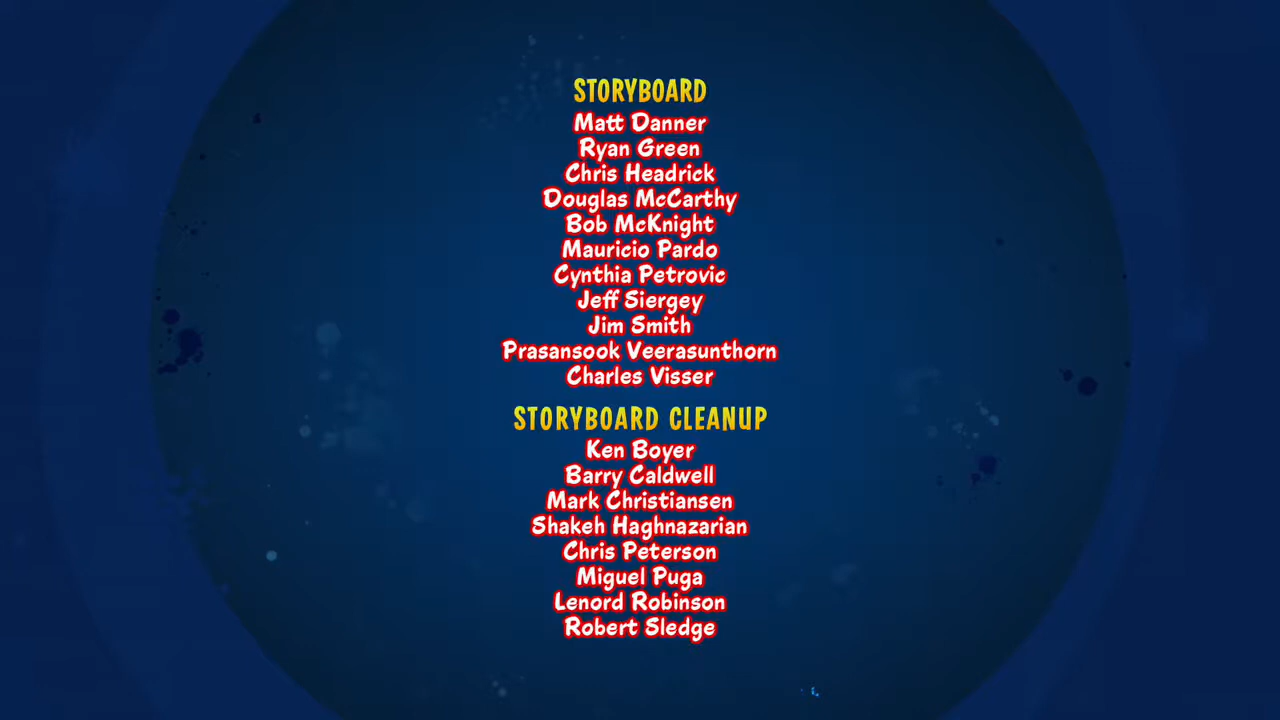 STORYBOARD
Matt Danner
Ryan Green
Chris Headrick
Douglas McCarthy
Bob McKnight
Mauricio Pardo
Cynthia Petrovic
Jeff Siergey
Jim Smith
Prasansook Veerasunthorn
Charles Visser
STORYBOARD CLEANUP
Ken Boyer
Barry Caldwell
Mark Christiansen
Shakeh Haghnazarian
Chris Peterson
Miguel Puga
Lenord Robinson
Robert Sledge